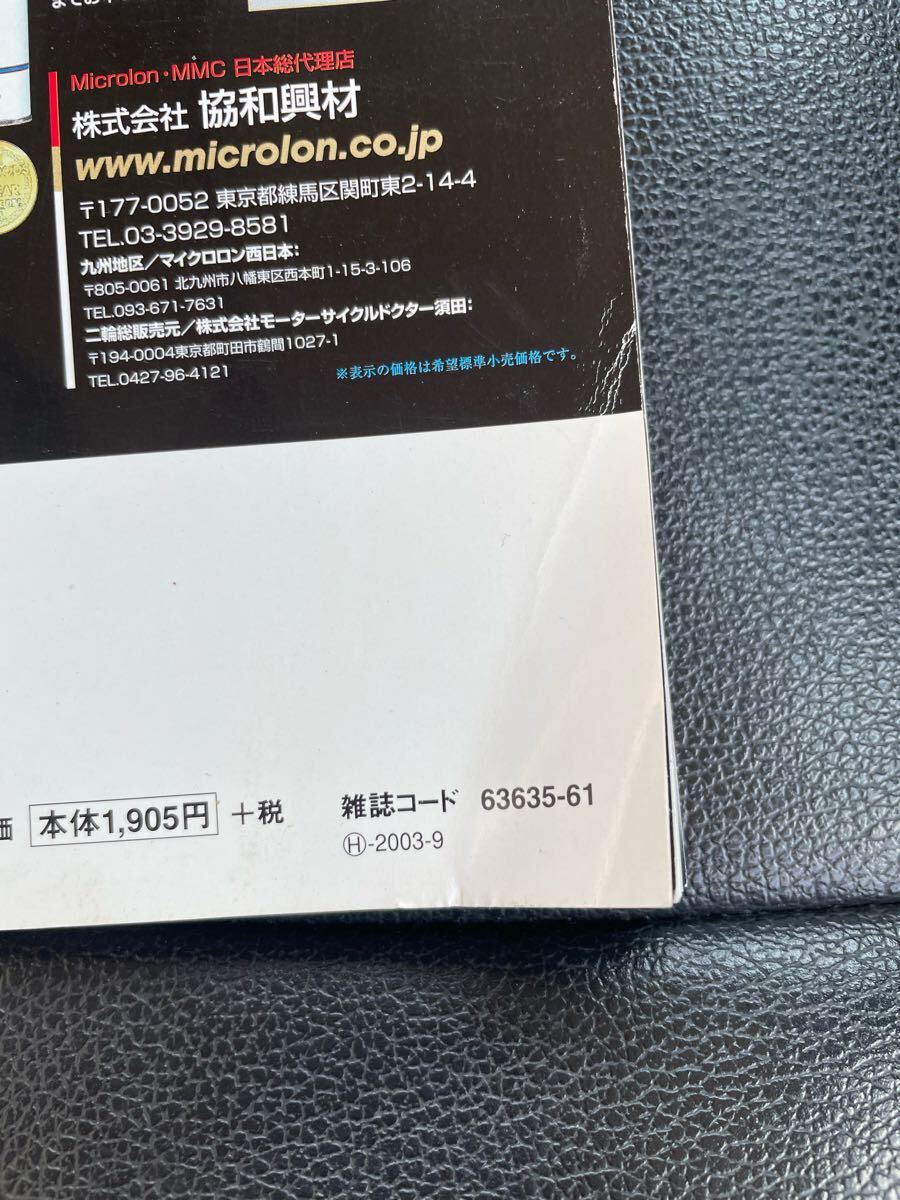 Microlon・MMC 日本総代理店
株式会社 協和興材
www.microlon.co.jp
〒177-0052 東京都練馬区関町東2-14-4
TEL.03-3929-8581
九州地区/マイクロロン西日本:
〒805-0061 北九州市八幡東区西本町1-15-3-106
TEL.093-671-7631
二輪総販売元/株式会社モーターサイクルドクター須田:
〒194-0004東京都町田市鶴間1027-1
TEL.0427-96-4121
※表示の価格は希望標準小売価格です。
価 本体1,905円 +税 雑誌コード 63635-61
Ⓗ-2003-9